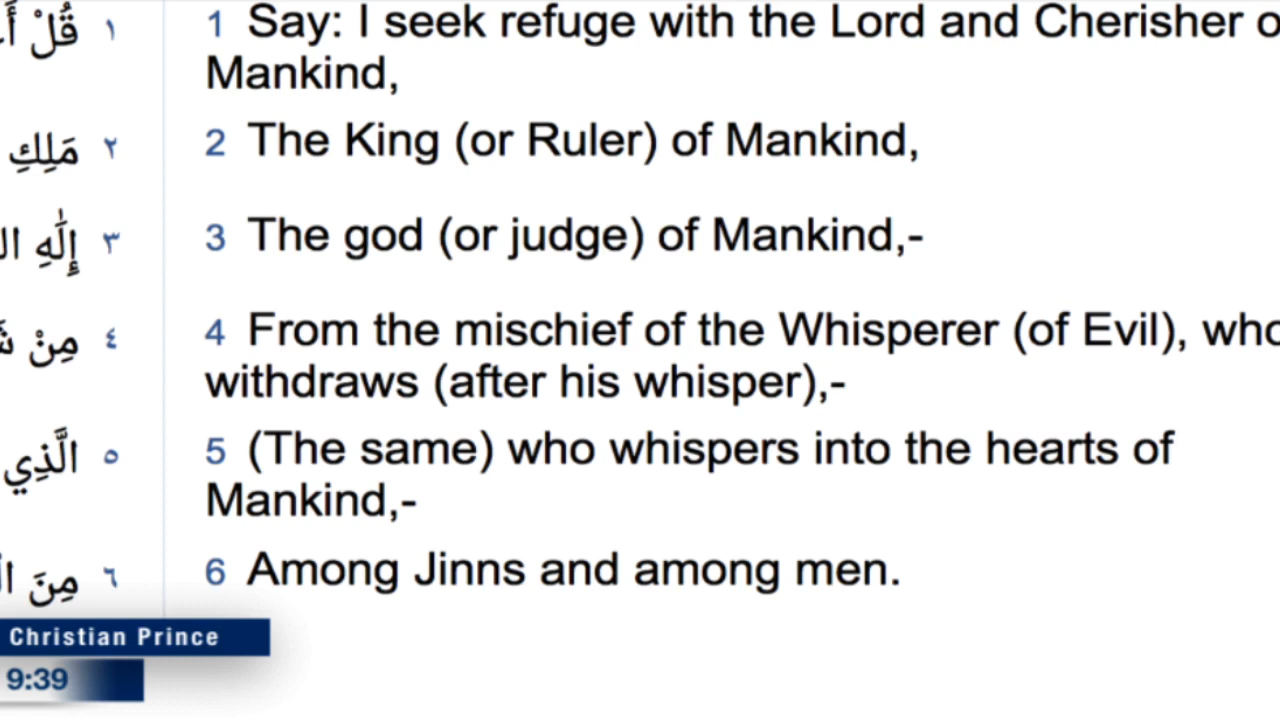 قُلْ ١
1 Say: I seek refuge with the Lord and Cherisher
Mankind,
مَلِكِ ٢
2 The King (or Ruler) of Mankind,
إِلَٰهِ ٣
3 The god (or judge) of Mankind,-
مِنْ ٤
4 From the mischief of the Whisperer (of Evil), who
withdraws (after his whisper),-
الَّذِي ٥
5 (The same) who whispers into the hearts of
Mankind,-
مِنَ ٦
6 Among Jinns and among men.
Christian Prince
9:39